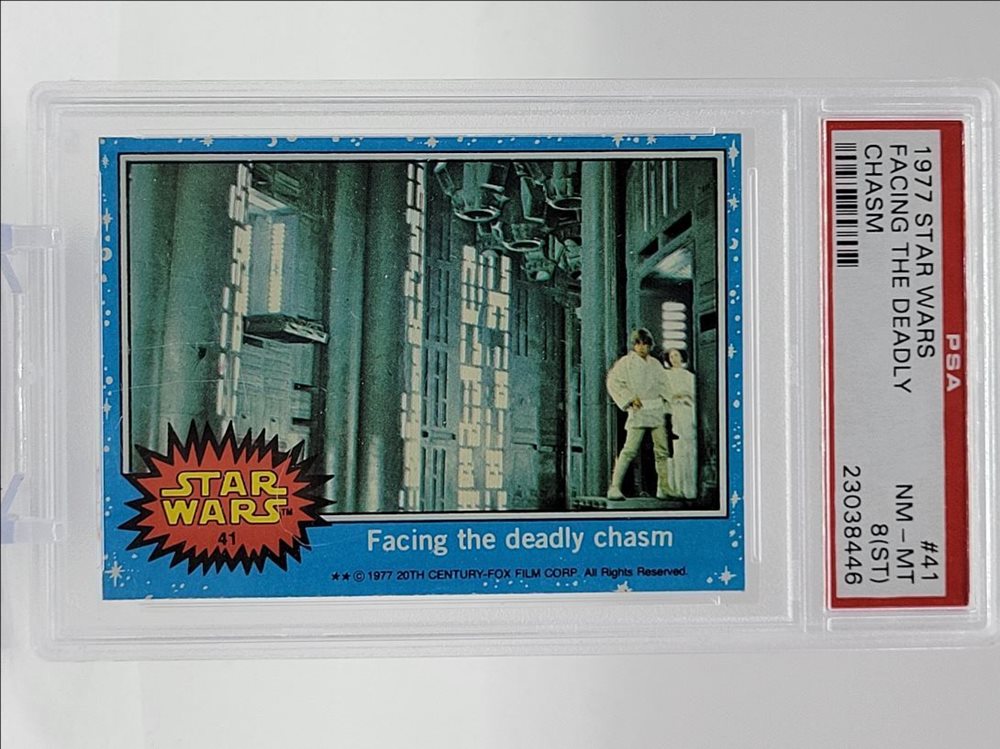 STAR
WARS™
41
Facing the deadly chasm
★★ © 1977 20TH CENTURY-FOX FILM CORP. All Rights Reserved.
PSA
1977 STAR WARS #41
FACING THE DEADLY NM - MT
CHASM 8(ST)
23038446